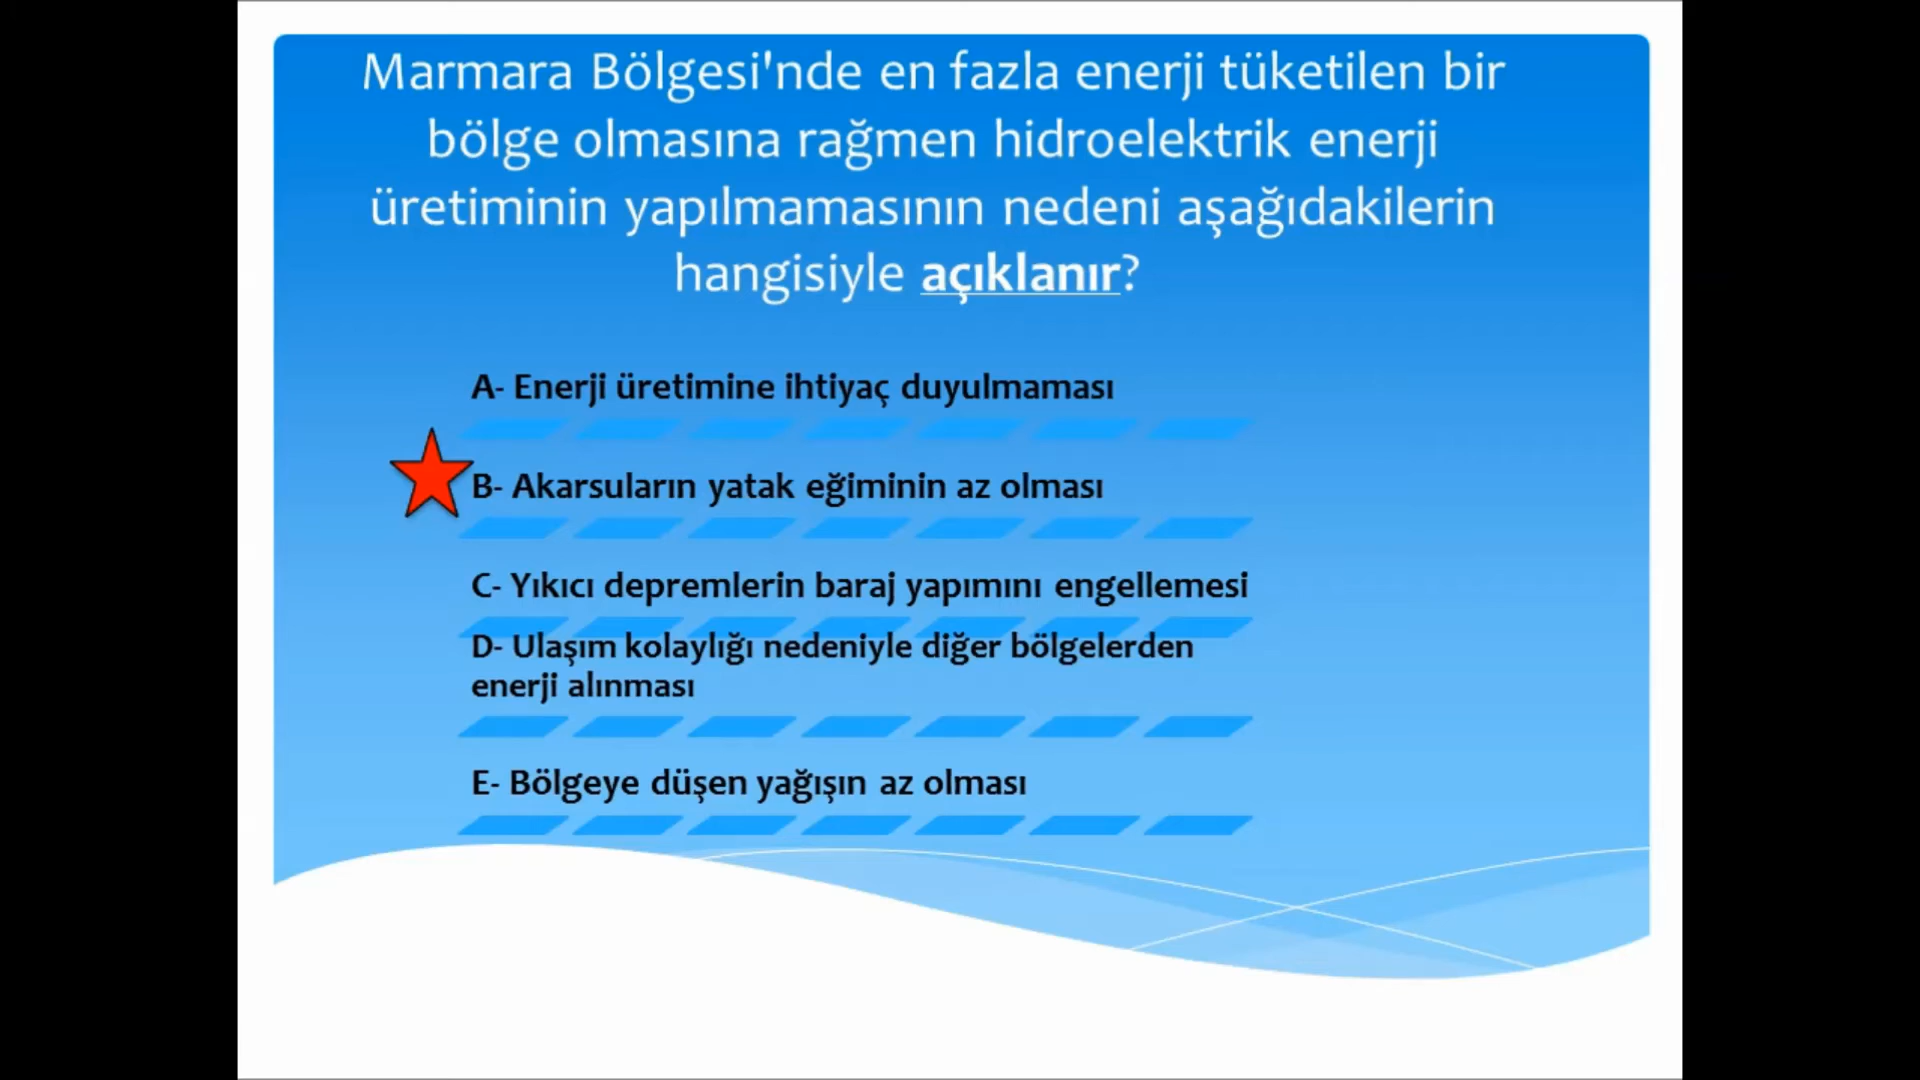 Marmara Bölgesi'nde en fazla enerji tüketilen bir
bölge olmasına rağmen hidroelektrik enerji
üretiminin yapılmamasının nedeni aşağıdakilerin
hangisiyle açıklanır?
A- Enerji üretimine ihtiyaç duyulmaması
B- Akarsuların yatak eğiminin az olması
C- Yıkıcı depremlerin baraj yapımını engellemesi
D- Ulaşım kolaylığı nedeniyle diğer bölgelerden
enerji alınması
E- Bölgeye düşen yağışın az olması